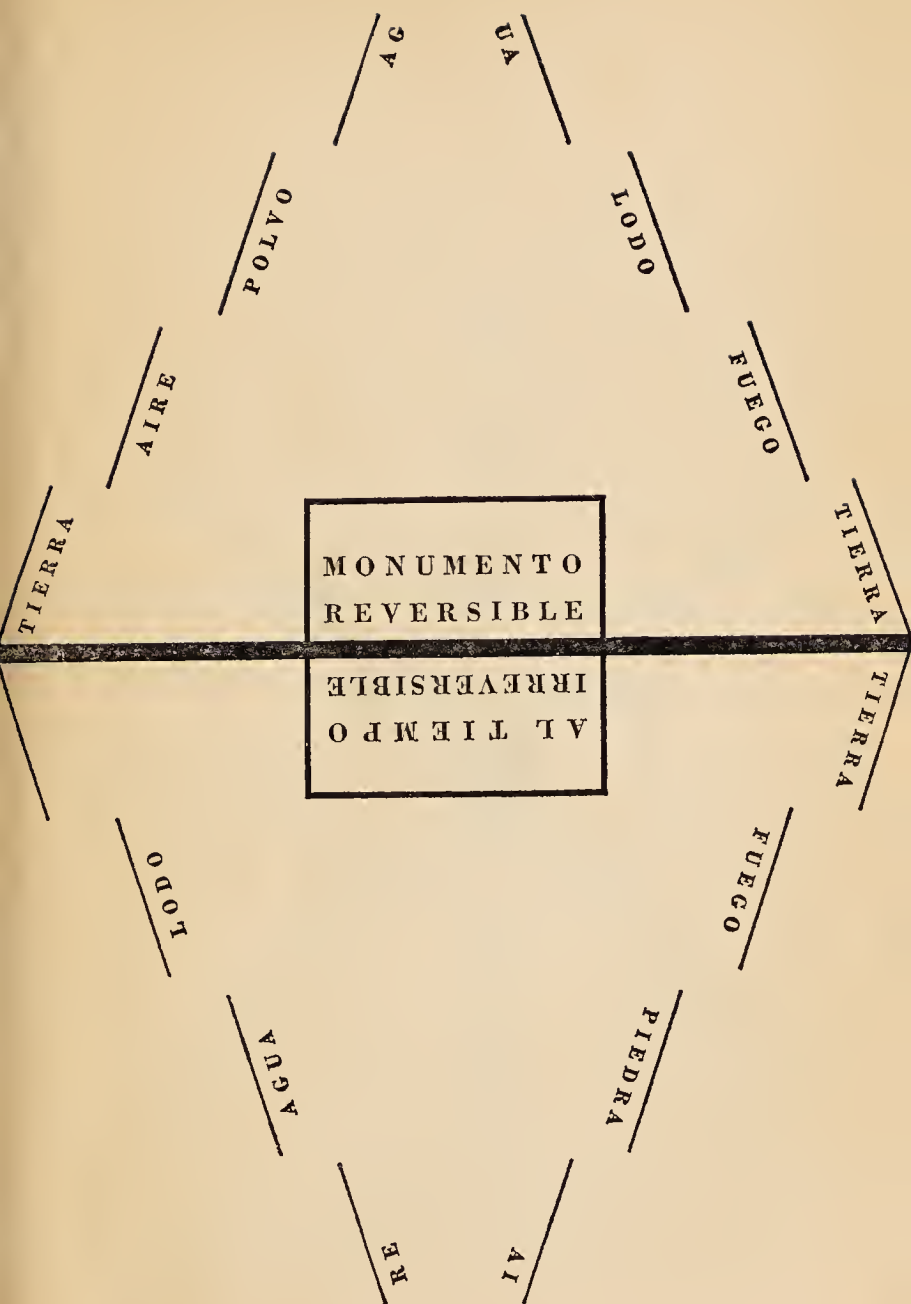 AG
UA
POLVO
LODO
AIRE
FUEGO
TIERRA
TIERRA
MONUMENTO
REVERSIBLE
IRREVERSIBLE
AL TIEMPO
TIERRA
LODO
FUEGO
AGUA
PIEDRA
RE
AI